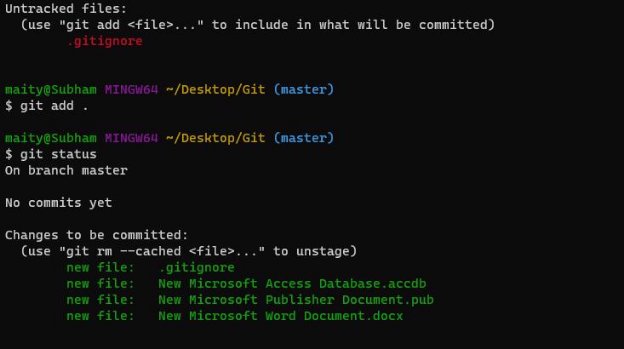 Untracked files:
  (use "git add <file>..." to include in what will be committed)
        .gitignore
maity@Subham MINGW64 ~/Desktop/Git (master)
$ git add .
maity@Subham MINGW64 ~/Desktop/Git (master)
$ git status
On branch master
No commits yet
Changes to be committed:
  (use "git rm --cached <file>..." to unstage)
        new file:   .gitignore
        new file:   New Microsoft Access Database.accdb
        new file:   New Microsoft Publisher Document.pub
        new file:   New Microsoft Word Document.docx